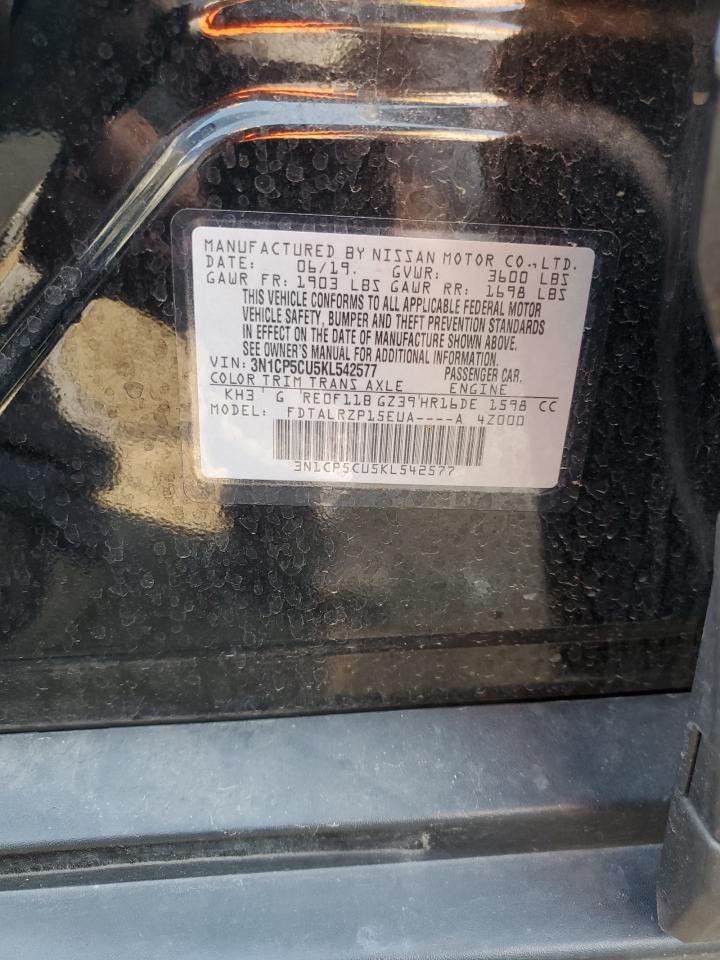 MANUFACTURED BY NISSAN MOTOR CO., LTD.
DATE: 06/19. GVWR: 3600 LBS
GAWR FR: 1903 LBS GAWR RR: 1698 LBS
THIS VEHICLE CONFORMS TO ALL APPLICABLE FEDERAL MOTOR
VEHICLE SAFETY, BUMPER AND THEFT PREVENTION STANDARDS
IN EFFECT ON THE DATE OF MANUFACTURE SHOWN ABOVE.
SEE OWNER'S MANUAL FOR ADDITIONAL INFORMATION.
VIN: 3N1CP5CU5KL542577 PASSENGER CAR.
COLOR TRIM TRANS AXLE ENGINE
KH3 G RE0F11B GZ39 HR16DE 1598 CC
MODEL: FDTALRZP15EUA----A 42000
3N1CP5CU5KL542577